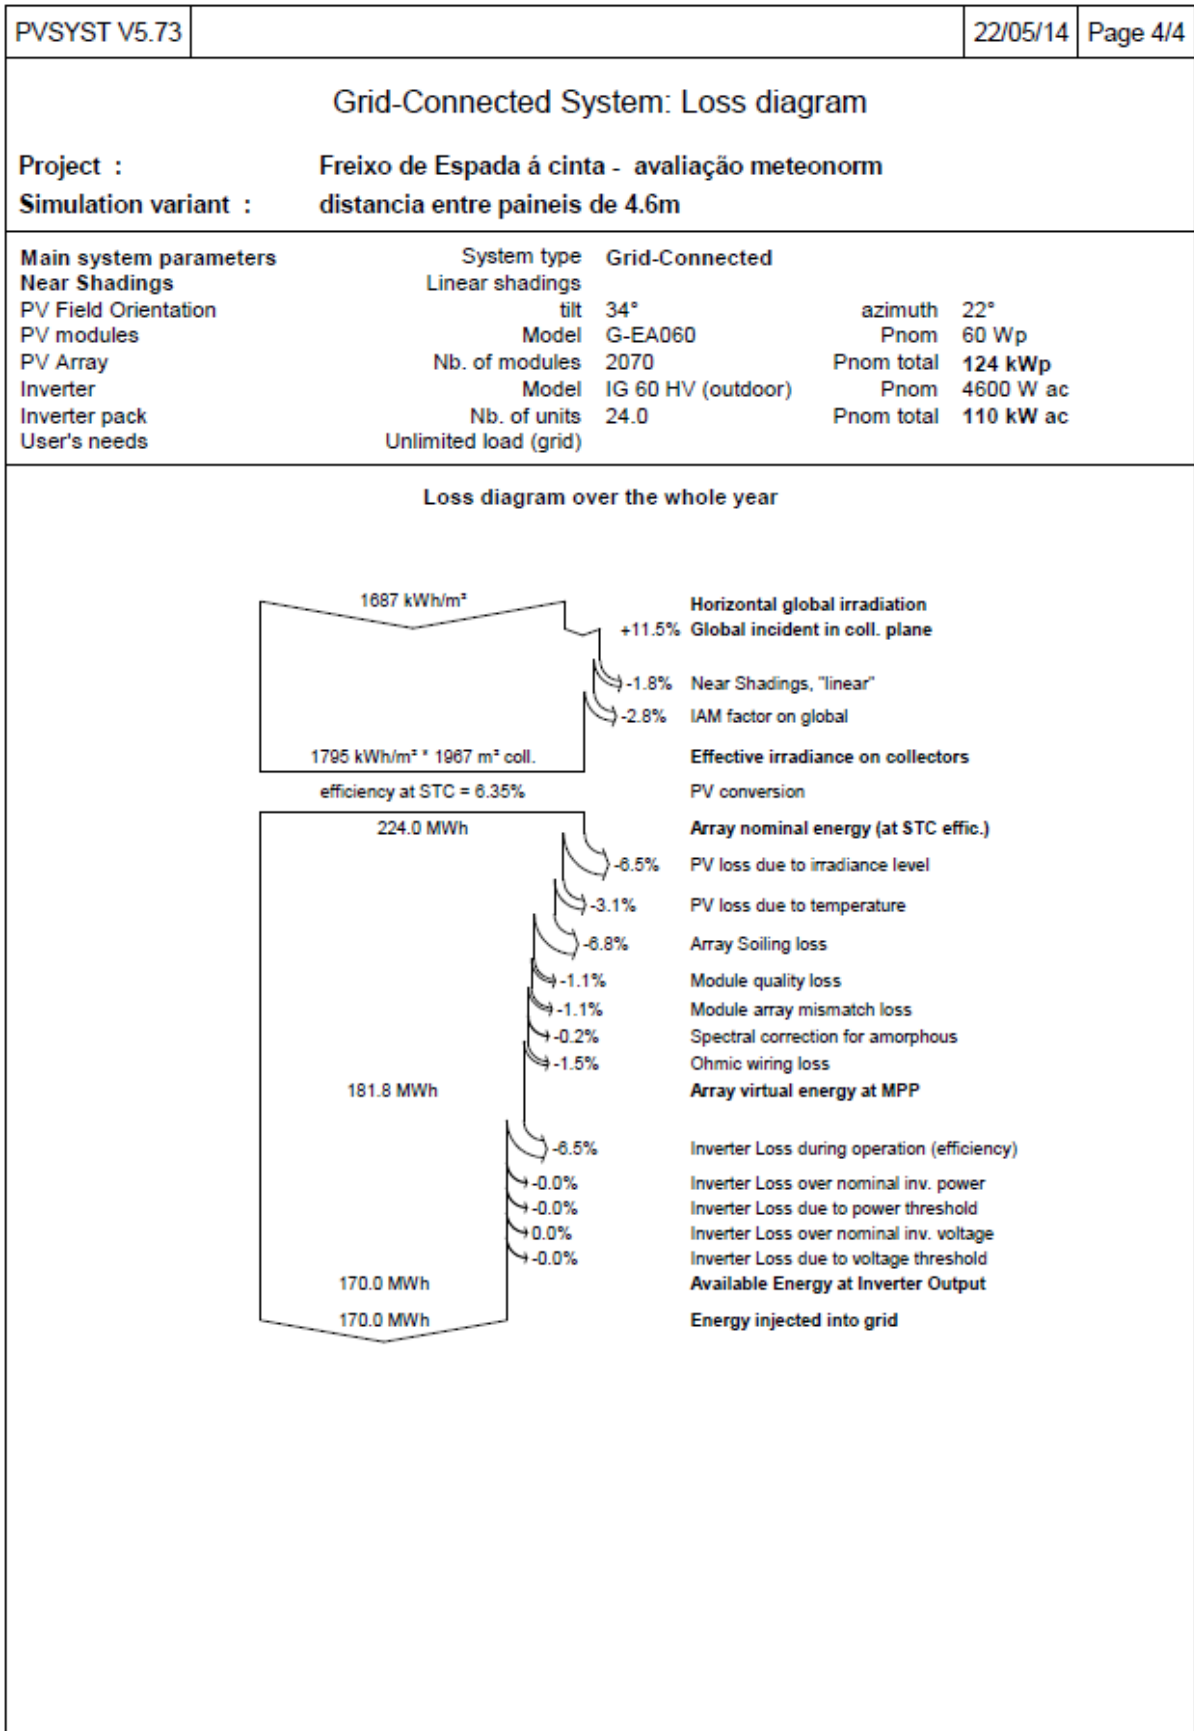 PVSYST V5.73 22/05/14 Page 4/4
Grid-Connected System: Loss diagram
Project : Freixo de Espada á cinta - avaliação meteonorm
Simulation variant : distancia entre paineis de 4.6m
Main system parameters System type Grid-Connected
Near Shadings Linear shadings
PV Field Orientation tilt 34° azimuth 22°
PV modules Model G-EA060 Pnom 60 Wp
PV Array Nb. of modules 2070 Pnom total 124 kWp
Inverter Model IG 60 HV (outdoor) Pnom 4600 W ac
Inverter pack Nb. of units 24.0 Pnom total 110 kW ac
User's needs Unlimited load (grid)
Loss diagram over the whole year
1687 kWh/m² Horizontal global irradiation
+11.5% Global incident in coll. plane
-1.8% Near Shadings, "linear"
-2.8% IAM factor on global
1795 kWh/m² * 1967 m² coll. Effective irradiance on collectors
efficiency at STC = 6.35% PV conversion
224.0 MWh Array nominal energy (at STC effic.)
-6.5% PV loss due to irradiance level
-3.1% PV loss due to temperature
-6.8% Array Soiling loss
-1.1% Module quality loss
-1.1% Module array mismatch loss
-0.2% Spectral correction for amorphous
-1.5% Ohmic wiring loss
181.8 MWh Array virtual energy at MPP
-6.5% Inverter Loss during operation (efficiency)
-0.0% Inverter Loss over nominal inv. power
-0.0% Inverter Loss due to power threshold
0.0% Inverter Loss over nominal inv. voltage
-0.0% Inverter Loss due to voltage threshold
170.0 MWh Available Energy at Inverter Output
170.0 MWh Energy injected into grid